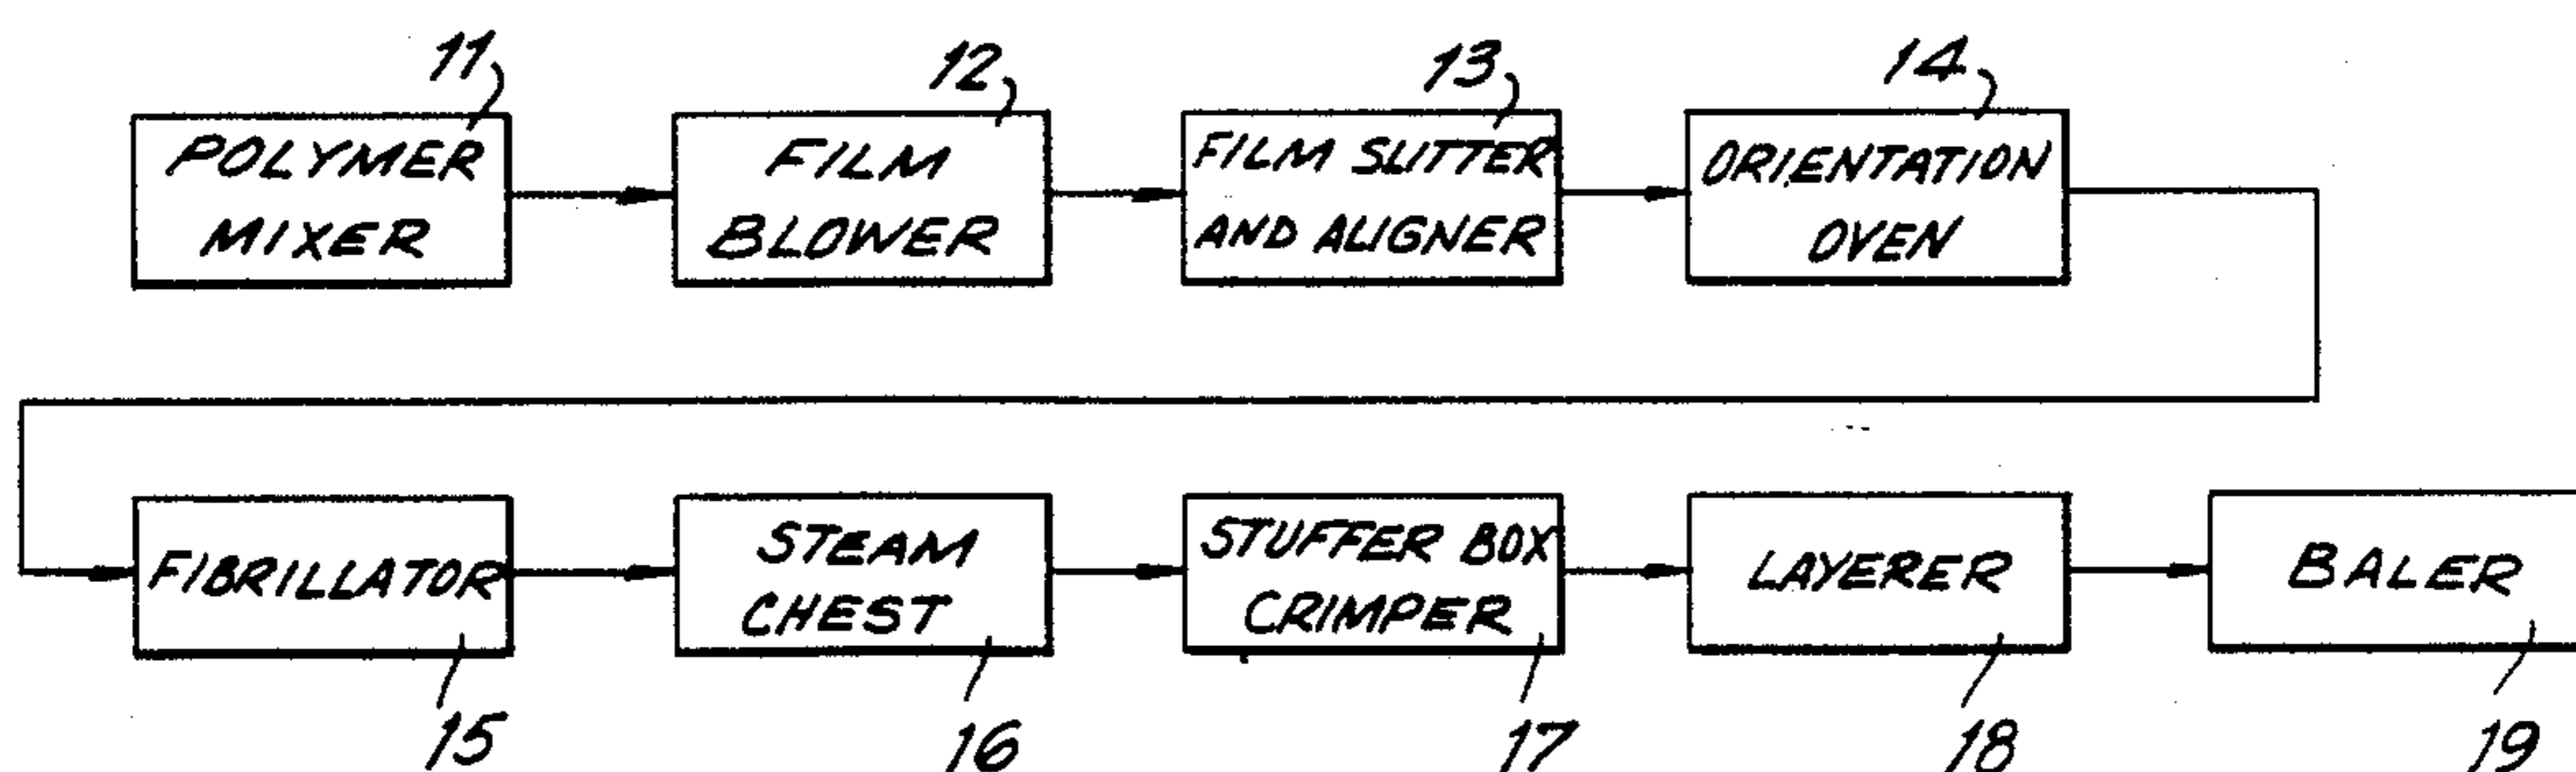 11
POLYMER
MIXER
12
FILM
BLOWER
13
FILM SLITTER
AND ALIGNER
14
ORIENTATION
OVEN
FIBRILLATOR
15
STEAM
CHEST
16
STUFFER BOX
CRIMPER
17
LAYERER
18
BALER
19